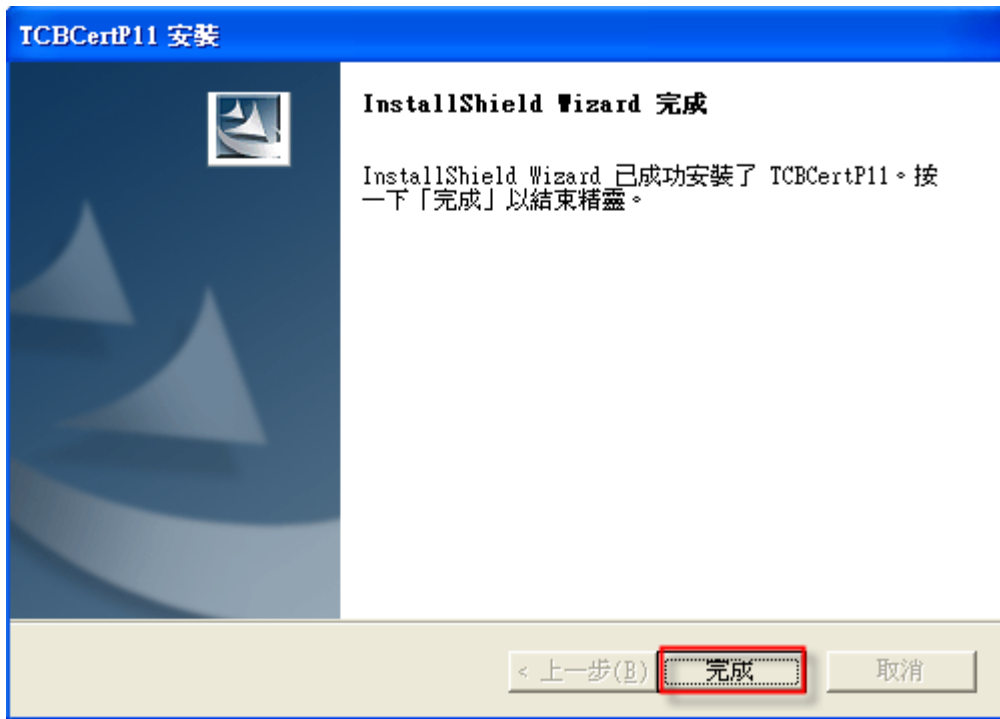 TCBCertP11 安裝
InstallShield Wizard 完成
InstallShield Wizard 已成功安裝了 TCBCertP11。按
一下「完成」以結束精靈。
< 上一步(B) 完成 取消